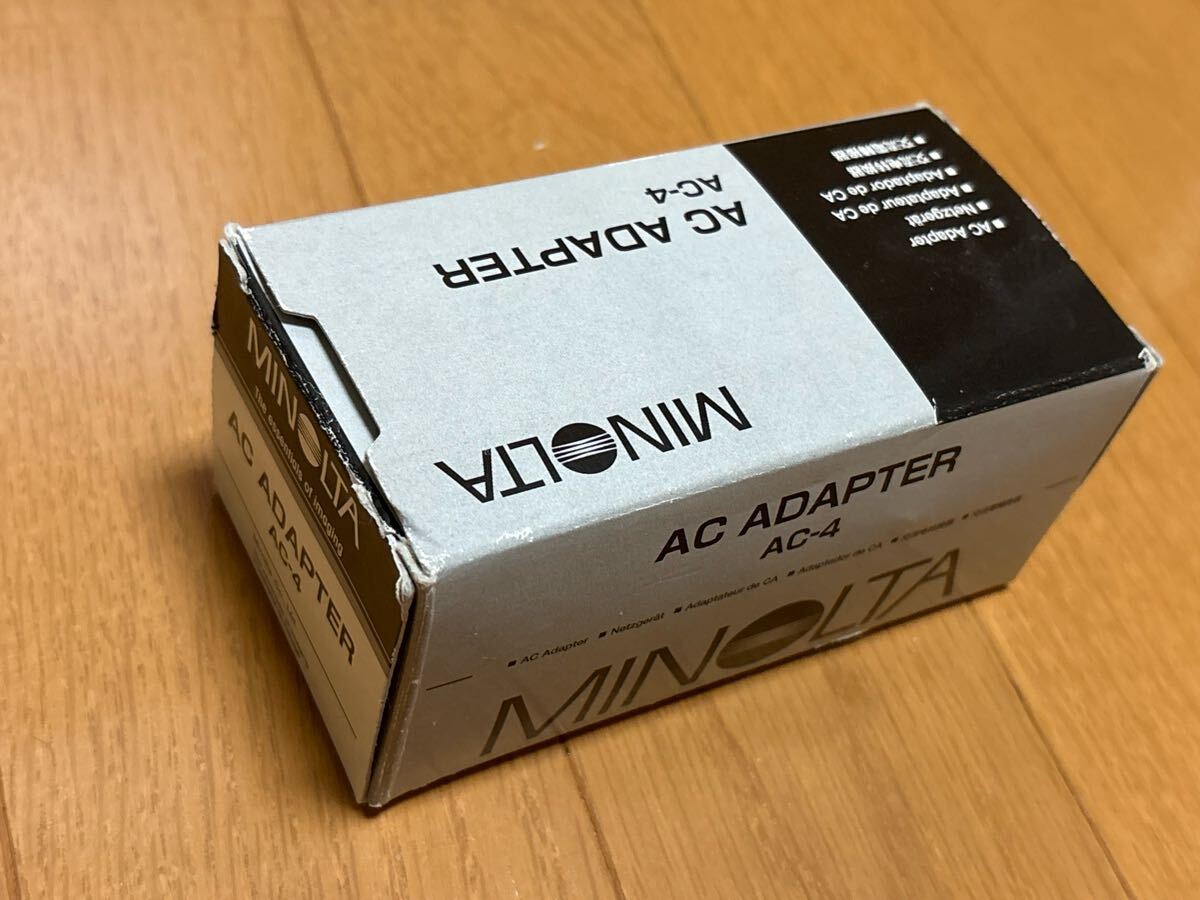 AC ADAPTER
AC-4
MINOLTA
■ AC Adapter
■ Netzgerät
■ Adaptateur de CA
■ Adaptador de CA
AC ADAPTER
AC-4
■ AC Adapter ■ Netzgerät ■ Adaptateur de CA ■ Adaptador de CA
MINOLTA
MINOLTA
The essentials of imaging
AC ADAPTER
AC-4